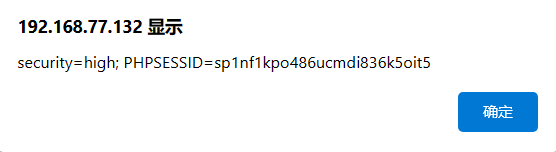 192.168.77.132 显示
security=high; PHPSESSID=sp1nf1kpo486ucmdi836k5oit5
确定